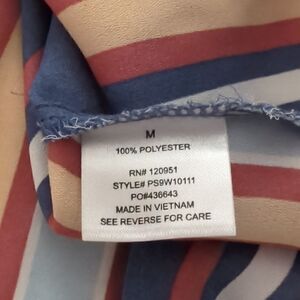 M
100% POLYESTER
RN# 120951
STYLE# PS9W10111
PO#436643
MADE IN VIETNAM
SEE REVERSE FOR CARE